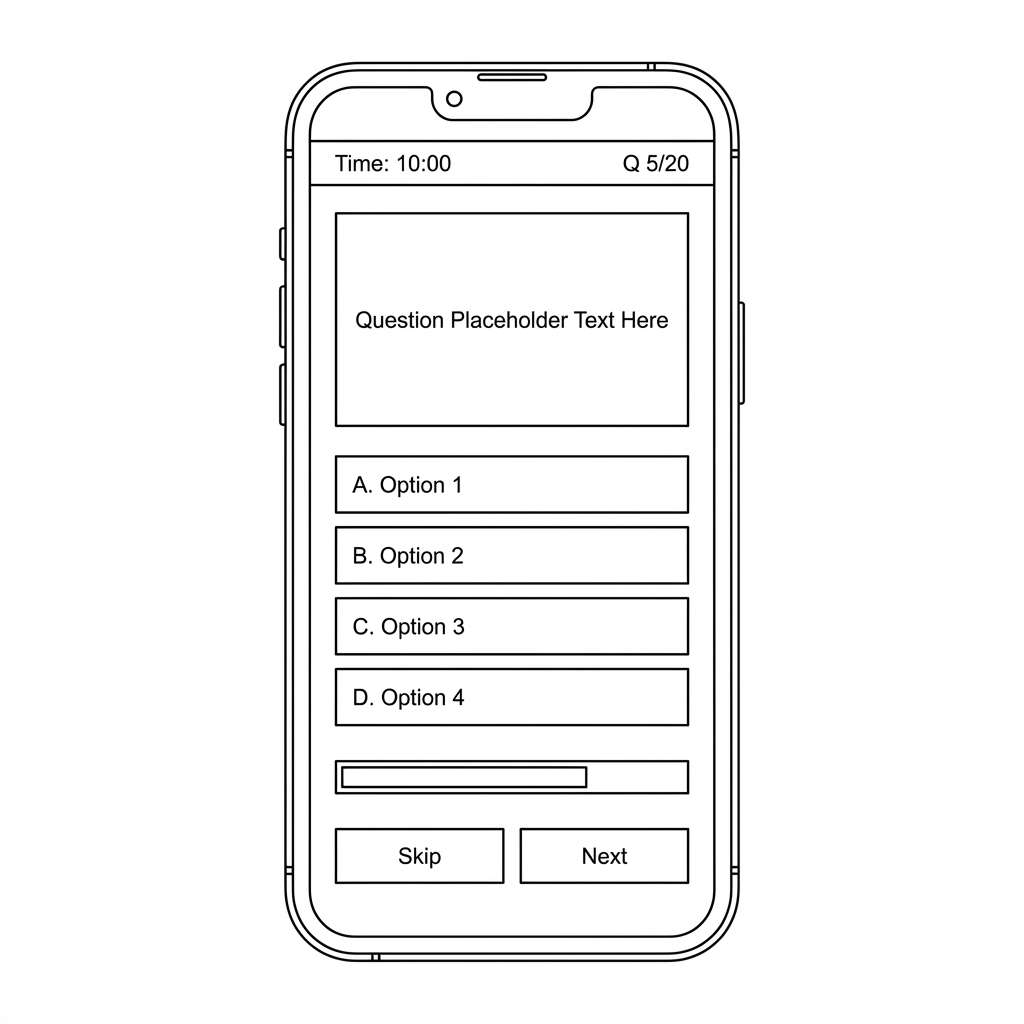 Time: 10:00 Q 5/20
Question Placeholder Text Here
A. Option 1
B. Option 2
C. Option 3
D. Option 4
Skip Next